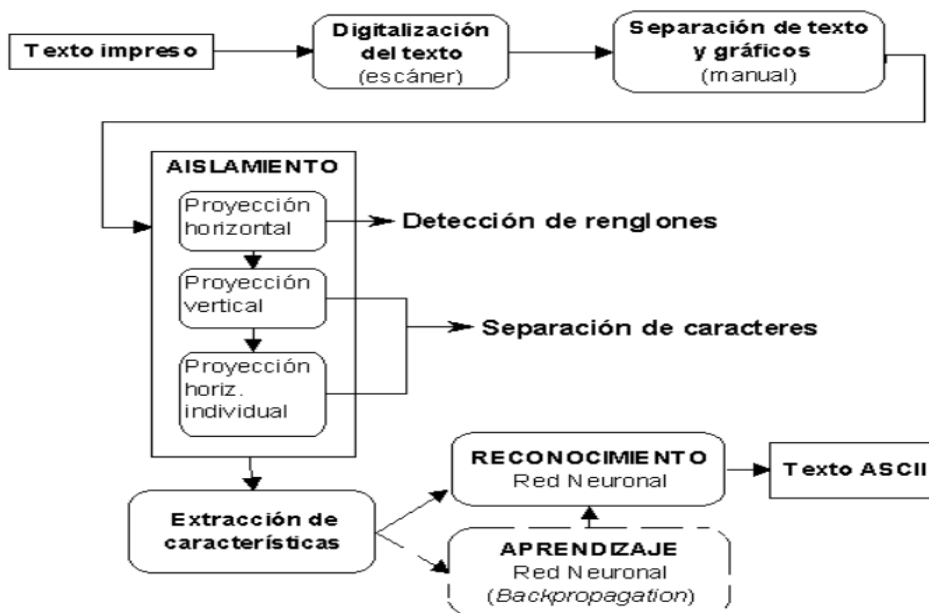 Texto impreso
Digitalización
del texto
(escáner)
Separación de texto
y gráficos
(manual)
AISLAMIENTO
Proyección
horizontal
Detección de renglones
Proyección
vertical
Separación de caracteres
Proyección
horiz.
individual
RECONOCIMIENTO
Red Neuronal
Texto ASCII
Extracción de
características
APRENDIZAJE
Red Neuronal
(Backpropagation)